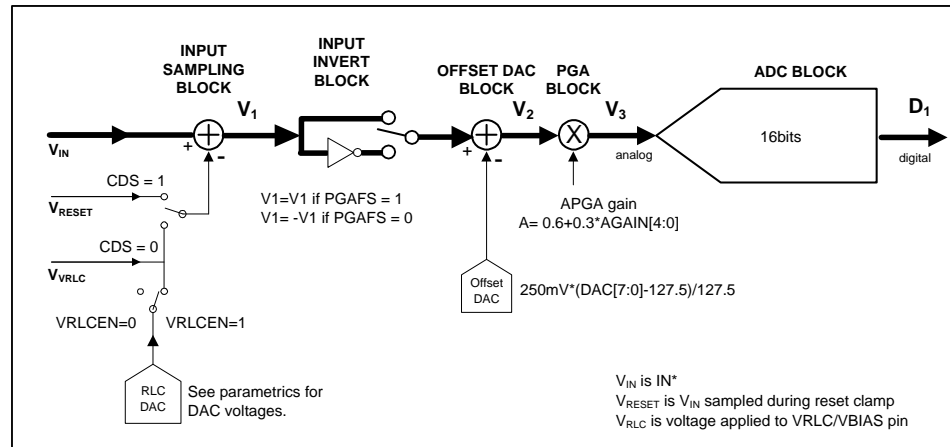 INPUT
SAMPLING
BLOCK
INPUT
INVERT
BLOCK
OFFSET DAC
BLOCK
PGA
BLOCK
ADC BLOCK
V1
V2
V3
D1
VIN
+
-
+
-
X
analog
16bits
digital
CDS = 1
VRESET
V1=V1 if PGAFS = 1
V1= -V1 if PGAFS = 0
APGA gain
A= 0.6+0.3*AGAIN[4:0]
CDS = 0
VVRLC
Offset
DAC
250mV*(DAC[7:0]-127.5)/127.5
VRLCEN=0
VRLCEN=1
RLC
DAC
See parametrics for
DAC voltages.
VIN is IN*
VRESET is VIN sampled during reset clamp
VRLC is voltage applied to VRLC/VBIAS pin